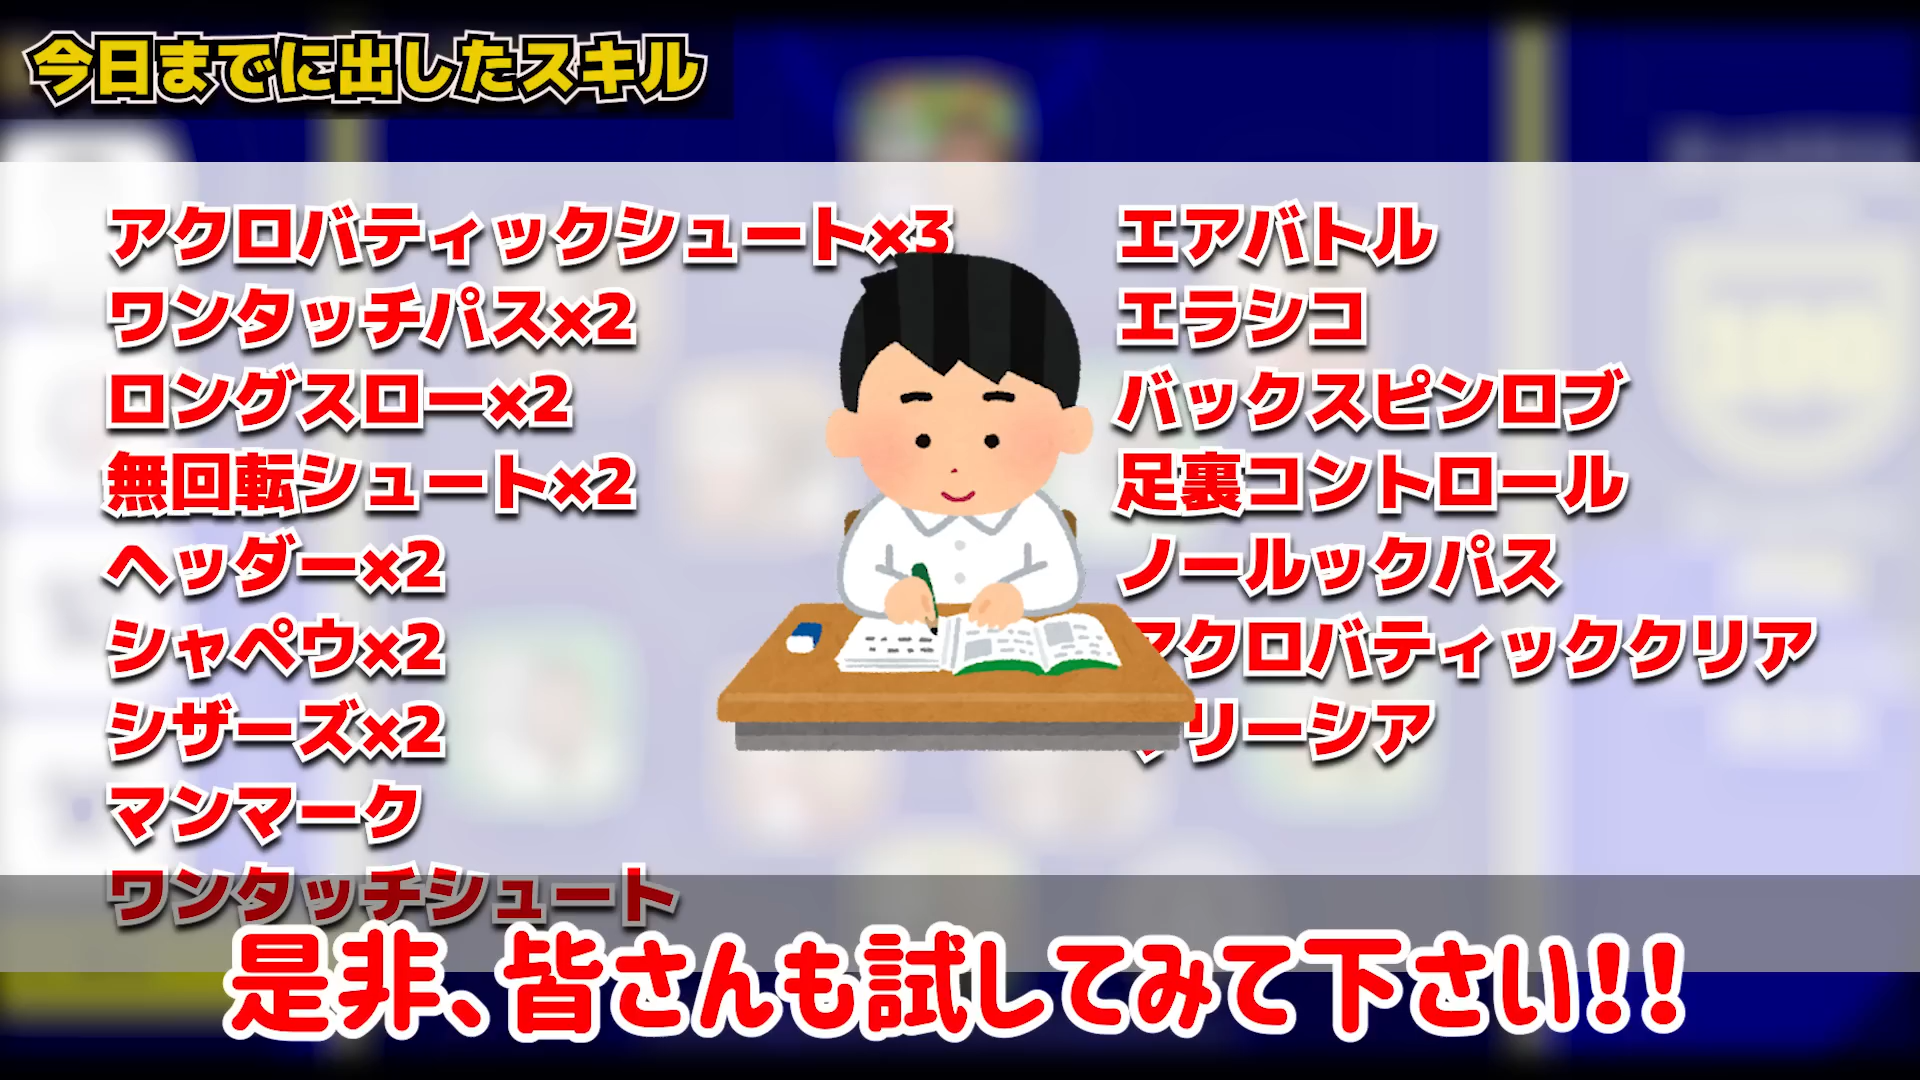 今日までに出したスキル
アクロバティックシュート×3
ワンタッチパス×2
ロングスロー×2
無回転シュート×2
ヘッダー×2
シャペウ×2
シザーズ×2
マンマーク
ワンタッチシュート
エアバトル
エラシコ
バックスピンロブ
足裏コントロール
ノールックパス
アクロバティッククリア
リーシア
是非、皆さんも試してみて下さい!!